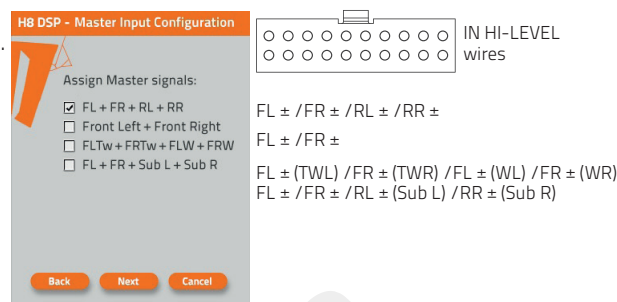 H8 DSP - Master Input Configuration
IN HI-LEVEL
wires
Assign Master signals:
FL + FR + RL + RR
Front Left + Front Right
FLTw + FRTw + FLW + FRW
FL + FR + Sub L + Sub R
FL ± / FR ± / RL ± / RR ±
FL ± / FR ±
FL ± (TWL) / FR ± (TWR) / FL ± (WL) / FR ± (WR)
FL ± / FR ± / RL ± (Sub L) / RR ± (Sub R)
Back Next Cancel